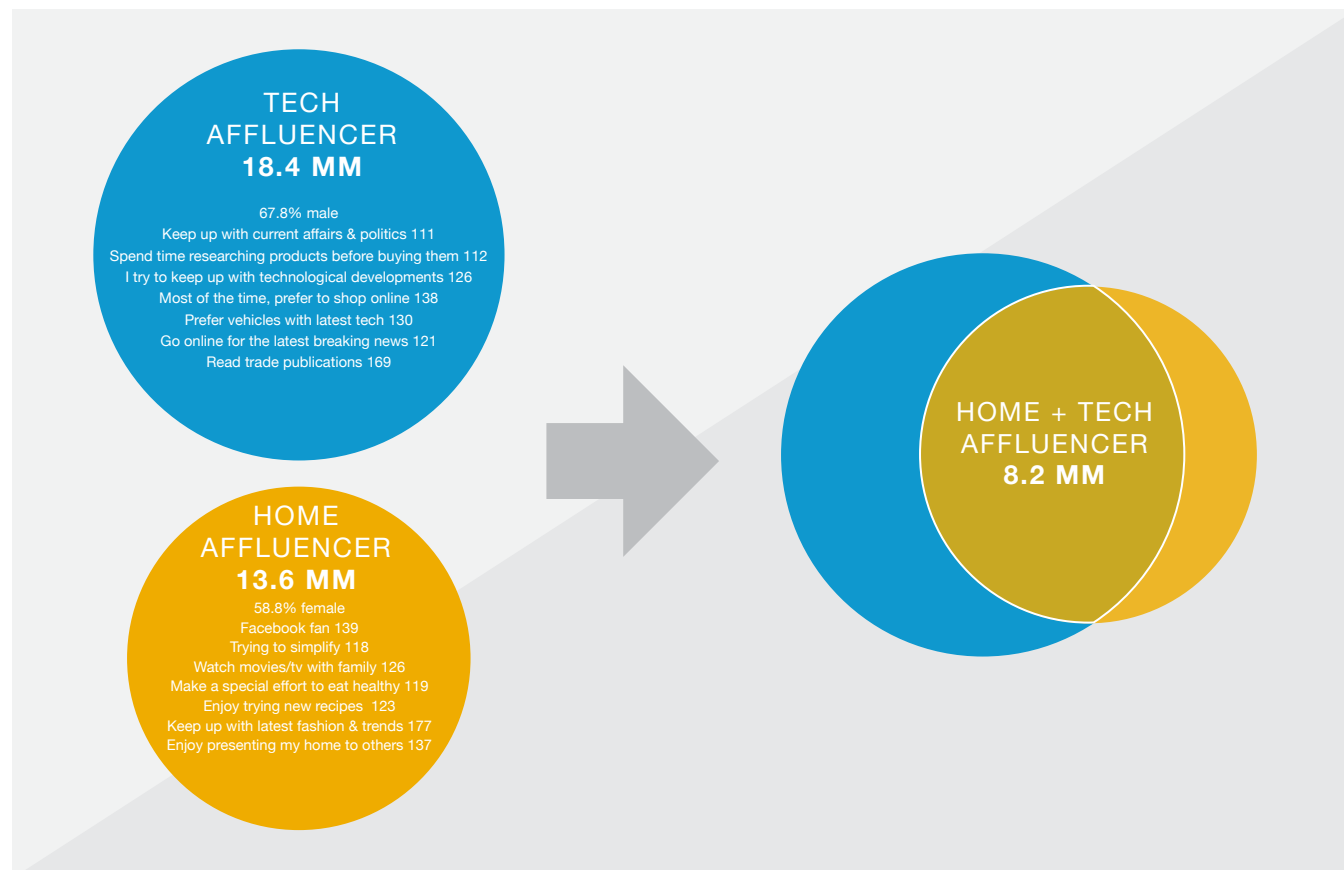 TECH
AFFLUENCER
18.4 MM
67.8% male
Keep up with current affairs & politics 111
Spend time researching products before buying them 112
I try to keep up with technological developments 126
Most of the time, prefer to shop online 138
Prefer vehicles with latest tech 130
Go online for the latest breaking news 121
Read trade publications 169
HOME
AFFLUENCER
13.6 MM
58.8% female
Facebook fan 139
Trying to simplify 118
Watch movies/tv with family 126
Make a special effort to eat healthy 119
Enjoy trying new recipes  123
Keep up with latest fashion & trends 177
Enjoy presenting my home to others 137
HOME + TECH
AFFLUENCER
8.2 MM